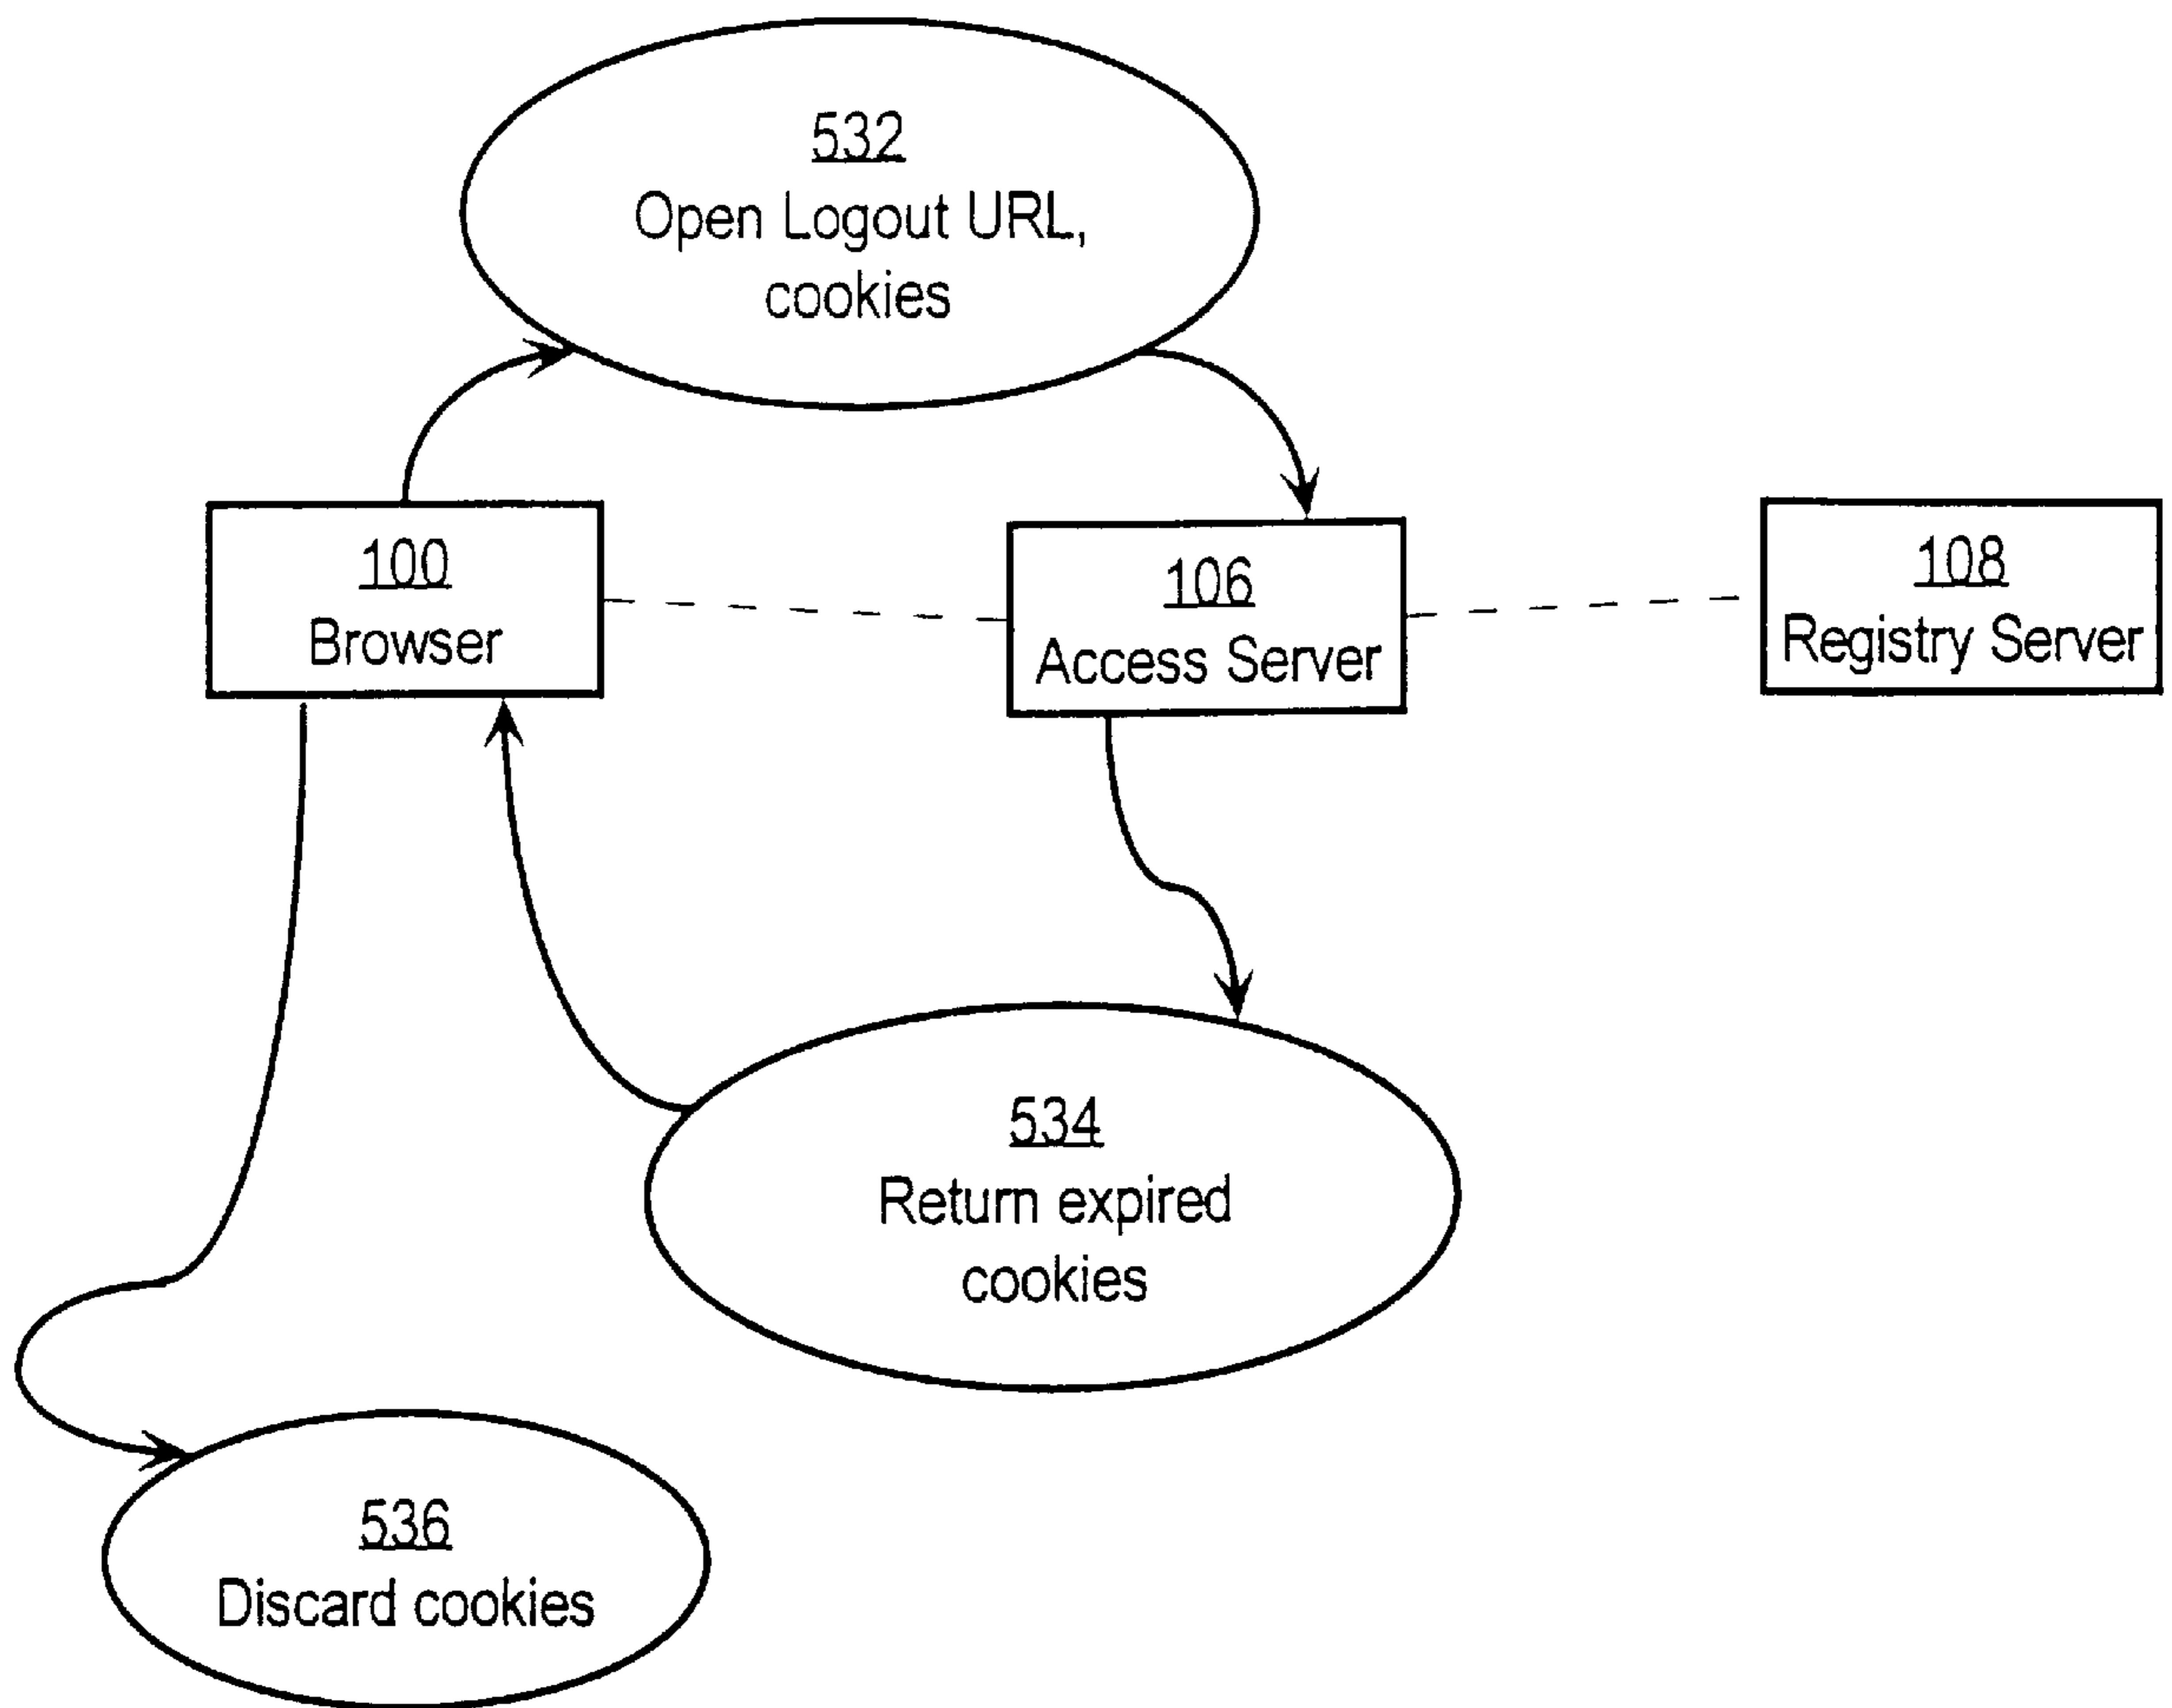 532
Open Logout URL,
cookies
100
Browser
106
Access Server
108
Registry Server
534
Return expired
cookies
536
Discard cookies